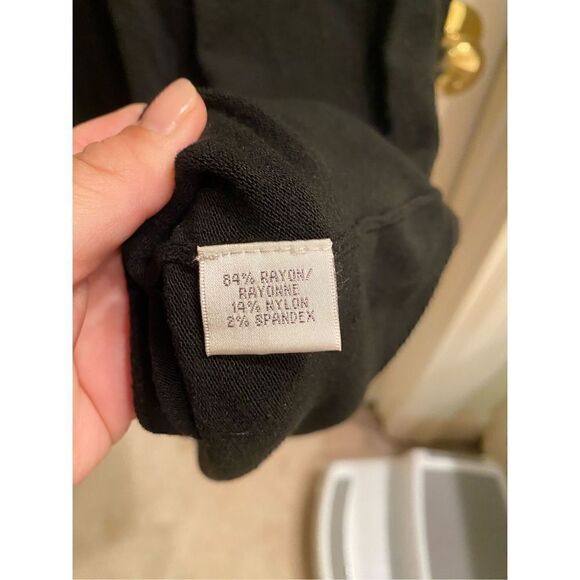 84% RAYON/
RAYONNE
14% NYLON
2% SPANDEX